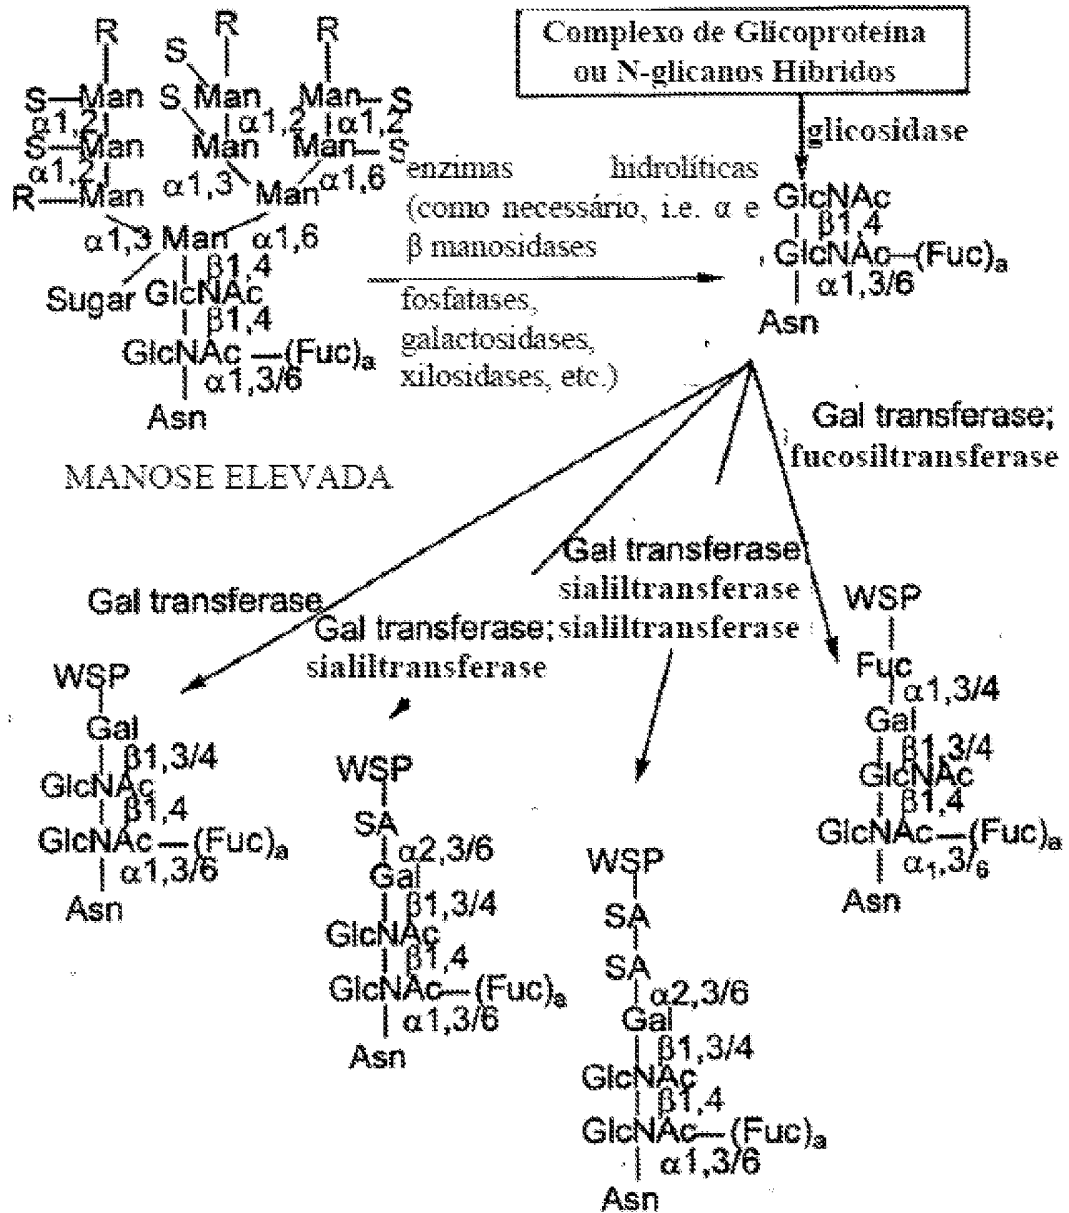 R
R
R
S
S—Man
S
Man
Man—S
α1,2
α1,2
α1,2
S—Man
Man
Man—S
α1,2
α1,3
α1,6
R—Man
Man
α1,3
Man
α1,6
β1,4
Sugar
GlcNAc
β1,4
GlcNAc—(Fuc)a
α1,3/6
Asn
MANOSE ELEVADA
enzimas hidrolíticas
(como necessário, i.e. α e
β manosidases
fosfatases,
galactosidases,
xilosidases, etc.)
Complexo de Glicoproteína
ou N-glicanos Híbridos
glicosidase
GlcNAc
β1,4
GlcNAc—(Fuc)a
α1,3/6
Asn
Gal transferase;
fucosiltransferase
Gal transferase
sialiltransferase
sialiltransferase
Gal transferase
Gal transferase;
sialiltransferase
WSP
Gal
β1,3/4
GlcNAc
β1,4
GlcNAc—(Fuc)a
α1,3/6
Asn
WSP
SA
α2,3/6
Gal
β1,3/4
GlcNAc
β1,4
GlcNAc—(Fuc)a
α1,3/6
Asn
WSP
SA
SA
α2,3/6
Gal
β1,3/4
GlcNAc
β1,4
GlcNAc—(Fuc)a
α1,3/6
Asn
WSP
Fuc
α1,3/4
Gal
β1,3/4
GlcNAc
β1,4
GlcNAc—(Fuc)a
α1,3/6
Asn